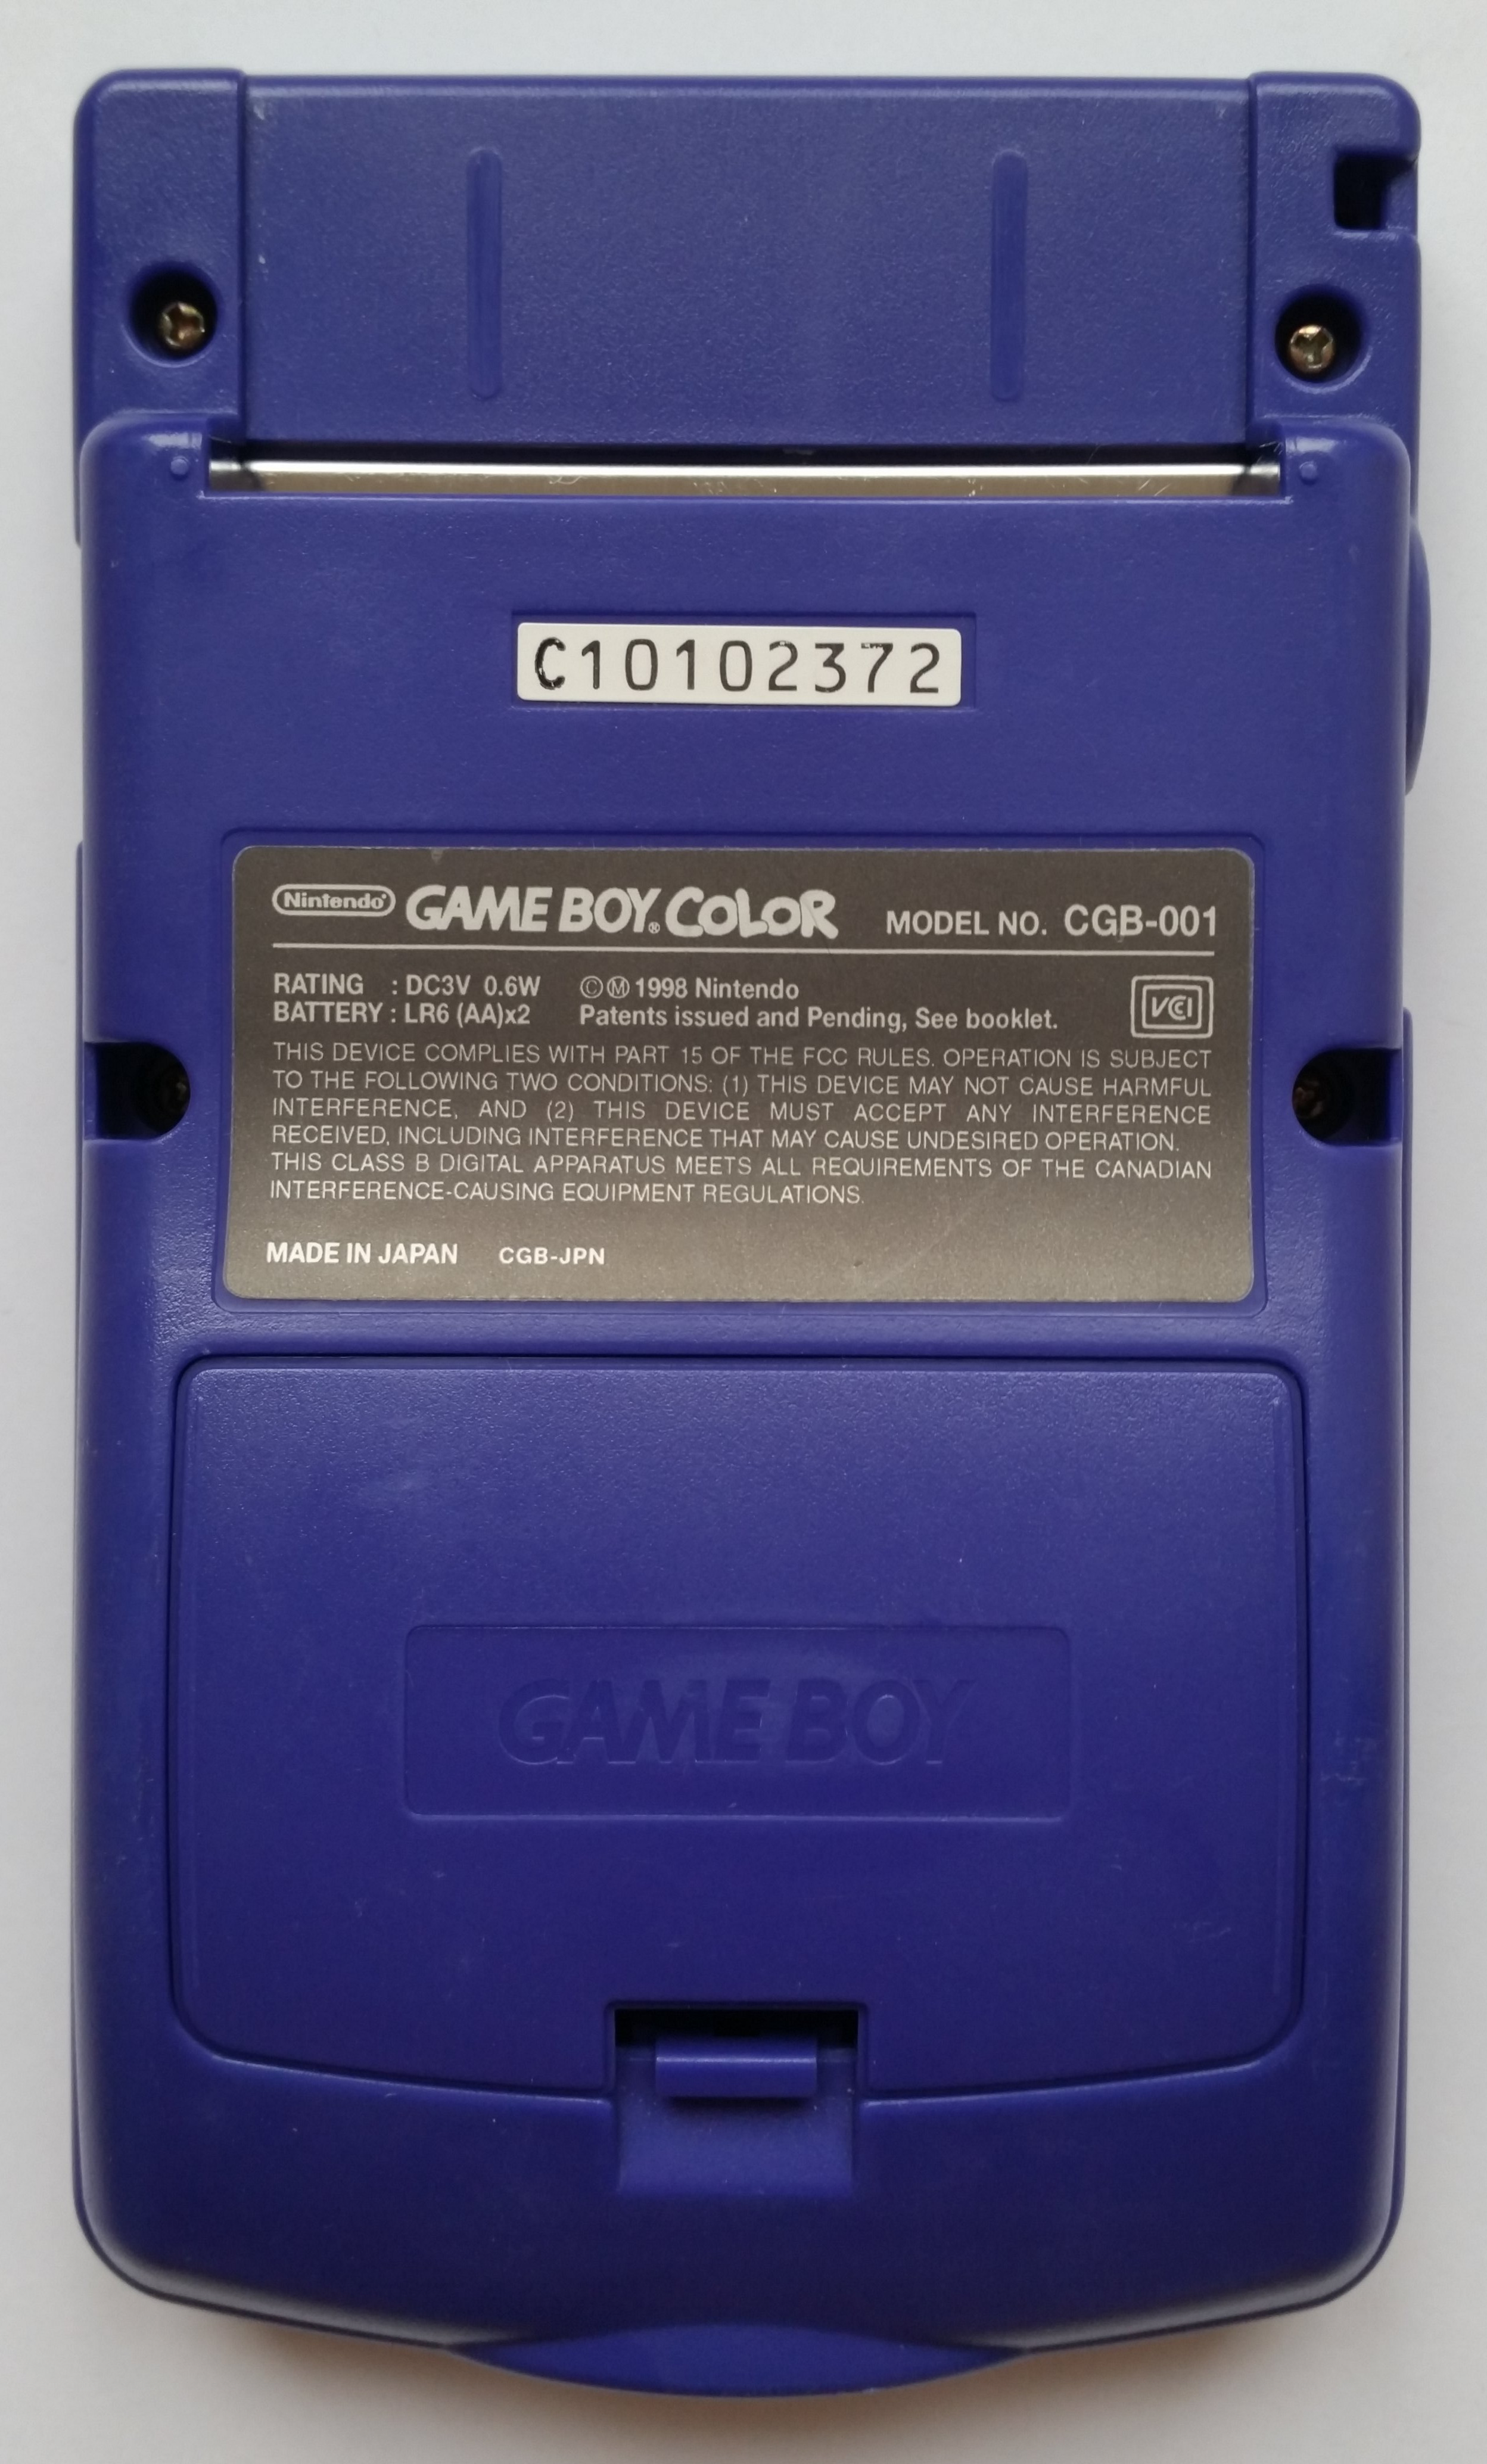 C10102372
Nintendo® GAME BOY® COLOR MODEL NO. CGB-001
RATING : DC3V 0.6W ©Ⓜ 1998 Nintendo
BATTERY : LR6 (AA)x2 Patents issued and Pending, See booklet.
VCI
THIS DEVICE COMPLIES WITH PART 15 OF THE FCC RULES. OPERATION IS SUBJECT
TO THE FOLLOWING TWO CONDITIONS: (1) THIS DEVICE MAY NOT CAUSE HARMFUL
INTERFERENCE, AND (2) THIS DEVICE MUST ACCEPT ANY INTERFERENCE
RECEIVED, INCLUDING INTERFERENCE THAT MAY CAUSE UNDESIRED OPERATION.
THIS CLASS B DIGITAL APPARATUS MEETS ALL REQUIREMENTS OF THE CANADIAN
INTERFERENCE-CAUSING EQUIPMENT REGULATIONS.
MADE IN JAPAN CGB-JPN
GAME BOY